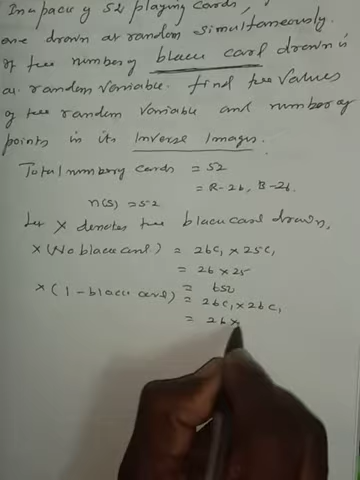 In a pack of 52 playing cards,
are drawn at random simultaneously.
if the number of black card drawn is
a random variable. find the values
of the random variable and number of
points in its Inverse Images.
Total number of cards = 52
= R-26, B-26.
n(S) = 52
Let X denotes the black card drawn,
X(No black card) = 26C₁ × 25C₁
= 26 × 25
= 650
X(1-black card) = 26C₁ × 26C₁
= 26 ×